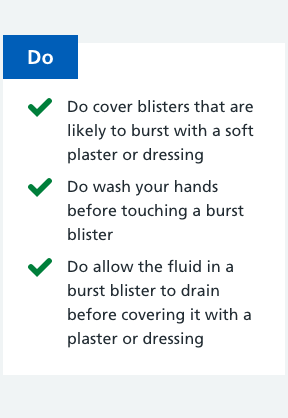 Do
Do cover blisters that are
likely to burst with a soft
plaster or dressing
Do wash your hands
before touching a burst
blister
Do allow the fluid in a
burst blister to drain
before covering it with a
plaster or dressing